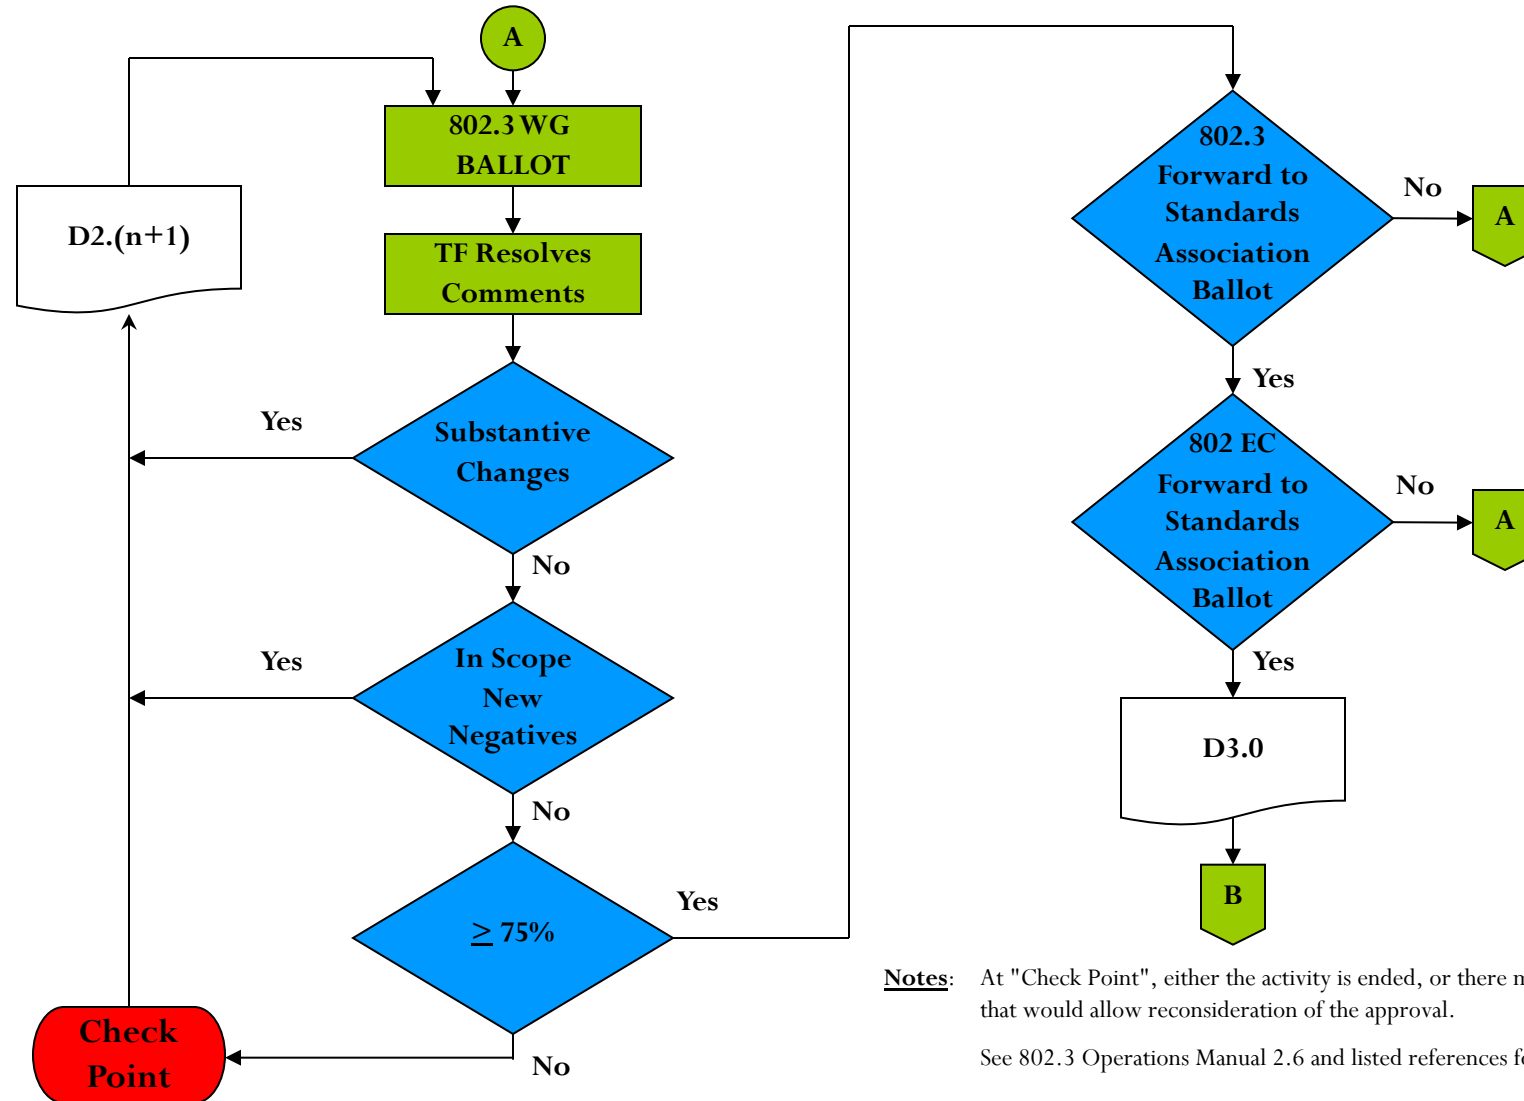 A
802.3 WG
BALLOT
D2.(n+1)
TF Resolves
Comments
Yes
Substantive
Changes
No
Yes
In Scope
New
Negatives
No
Yes
≥ 75%
No
Check
Point
802.3
Forward to
Standards
Association
Ballot
No
A
Yes
802 EC
Forward to
Standards
Association
Ballot
No
A
Yes
D3.0
B
Notes: At "Check Point", either the activity is ended, or there
that would allow reconsideration of the approval.
See 802.3 Operations Manual 2.6 and listed references